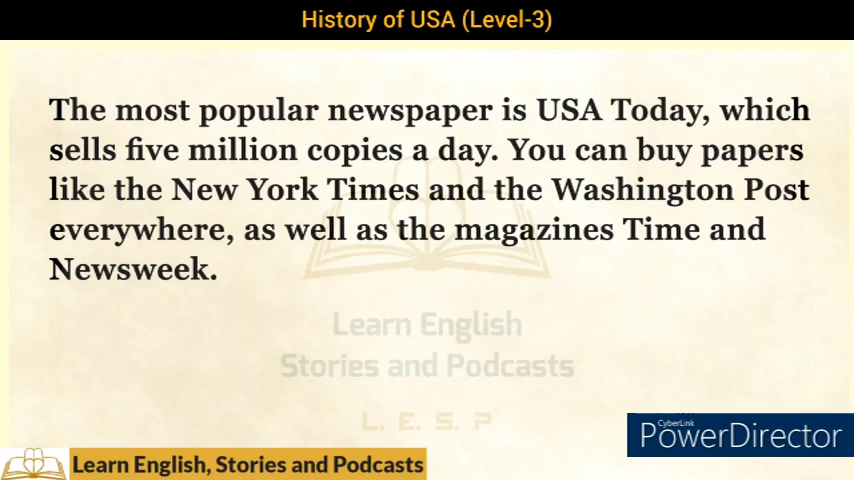 History of USA (Level-3)
The most popular newspaper is USA Today, which
sells five million copies a day. You can buy papers
like the New York Times and the Washington Post
everywhere, as well as the magazines Time and
Newsweek.
Learn English
Stories and Podcasts
L. E. S. P
CyberLink
PowerDirector
Learn English, Stories and Podcasts